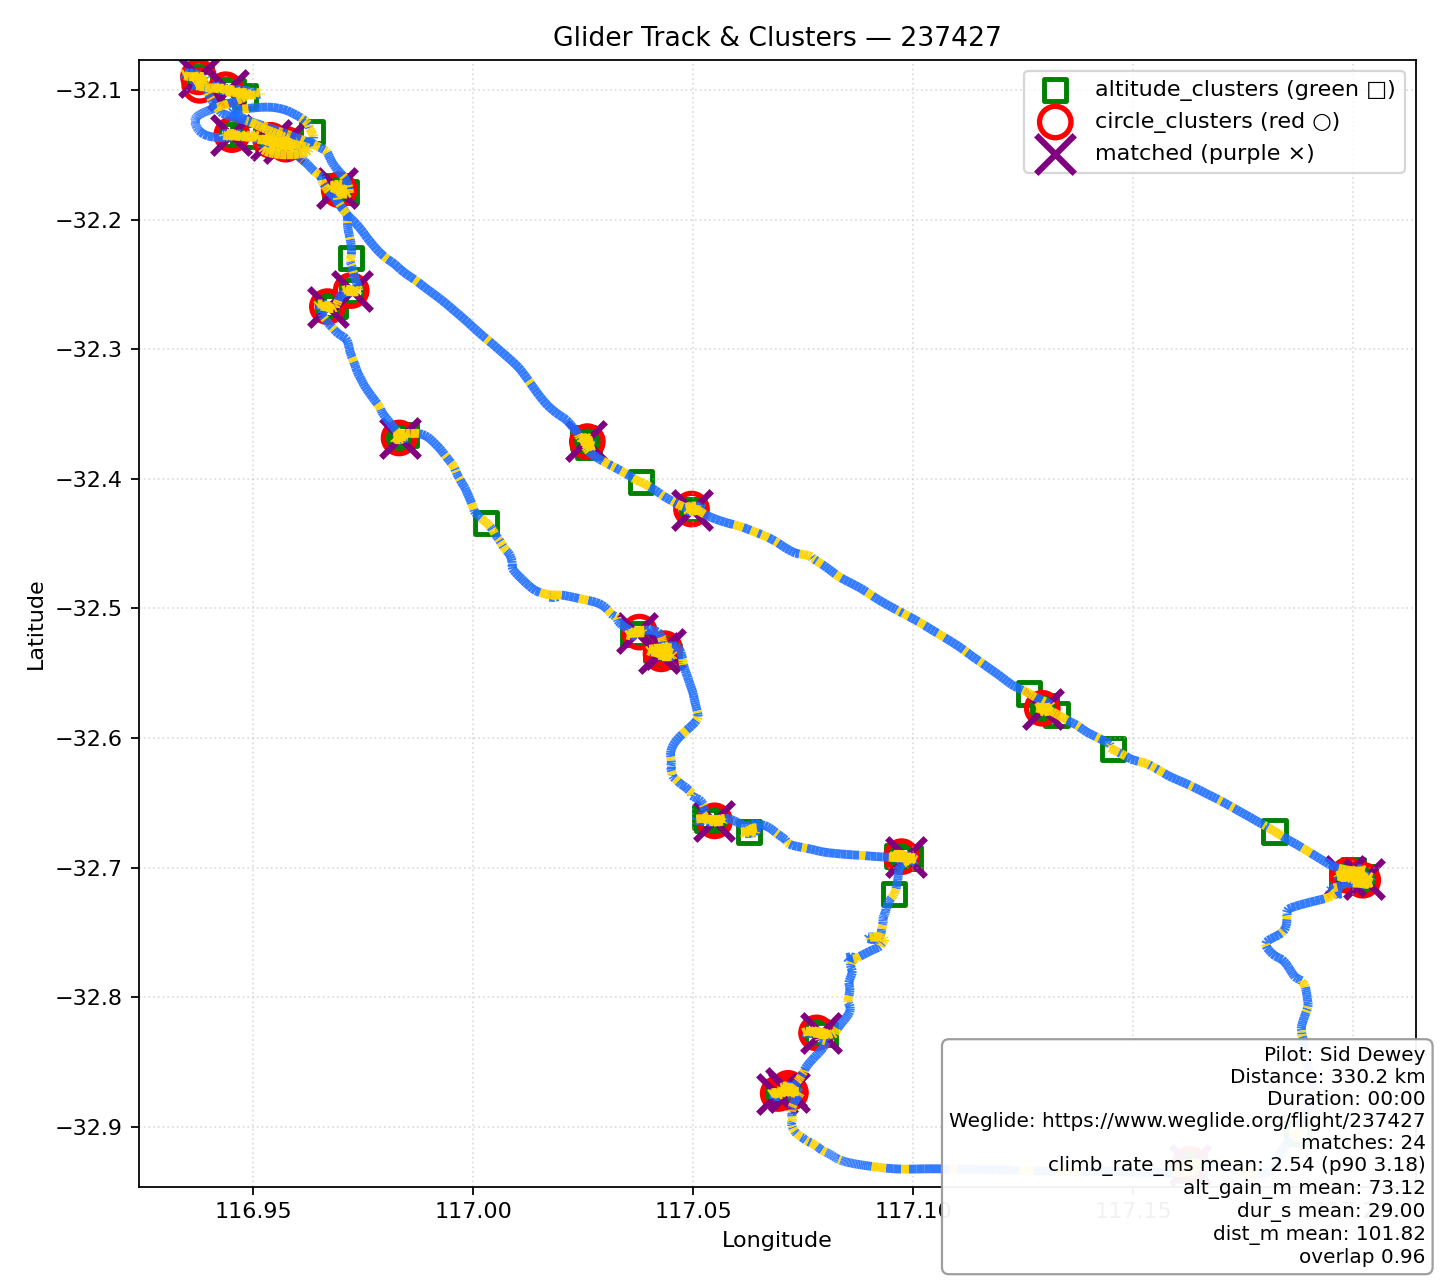 Glider Track & Clusters — 237427
altitude_clusters (green □)
circle_clusters (red ○)
matched (purple ×)
Latitude
−32.1
−32.2
−32.3
−32.4
−32.5
−32.6
−32.7
−32.8
−32.9
116.95
117.00
117.05
117.10
117.15
Longitude
Pilot: Sid Dewey
Distance: 330.2 km
Duration: 00:00
Weglide: https://www.weglide.org/flight/237427
matches: 24
climb_rate_ms mean: 2.54 (p90 3.18)
alt_gain_m mean: 73.12
dur_s mean: 29.00
dist_m mean: 101.82
overlap 0.96